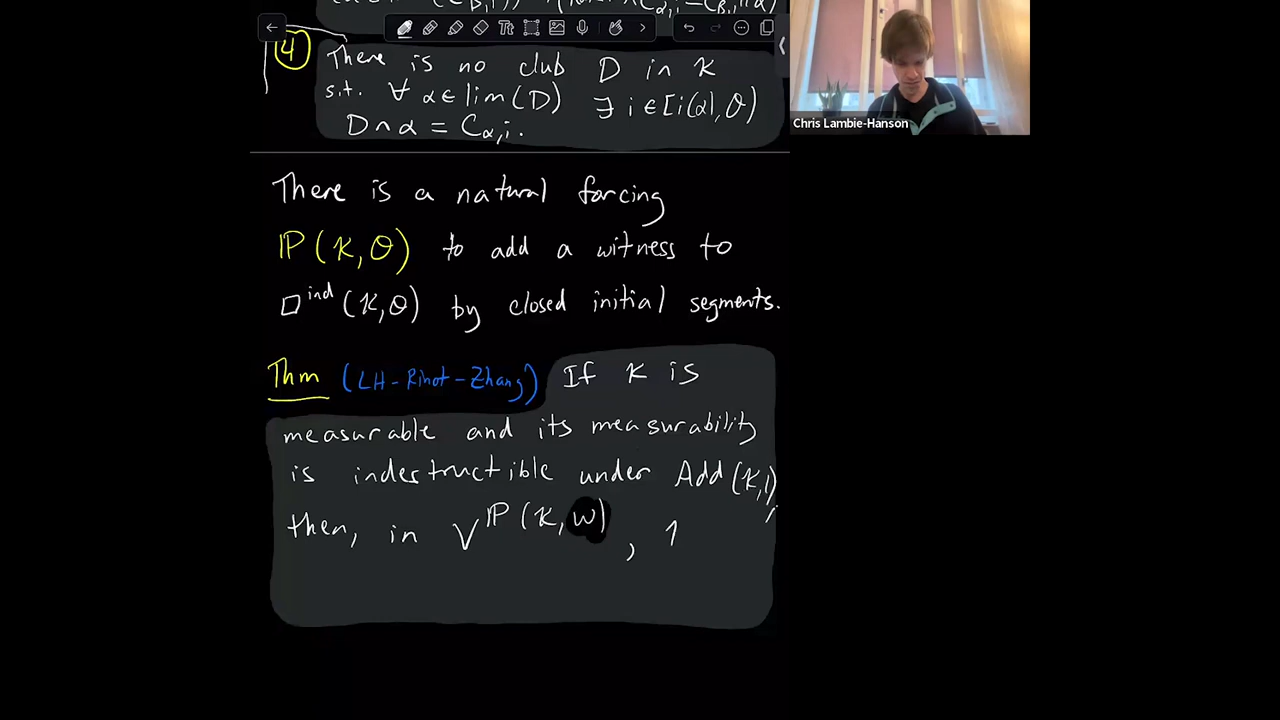 ④ There is no club D in κ
s.t. ∀ α ∈ lim(D) ∃ i ∈ [i(α), θ)
D ∩ α = C_{α,i}.
There is a natural forcing
ℙ(κ, θ) to add a witness to
□^{ind}(κ, θ) by closed initial segments.
Thm (LH-Rinot-Zhang) If κ is
measurable and its measurability
is indestructible under Add(κ,1),
then, in V^{ℙ(κ, ω)}, 1
Chris Lambie-Hanson